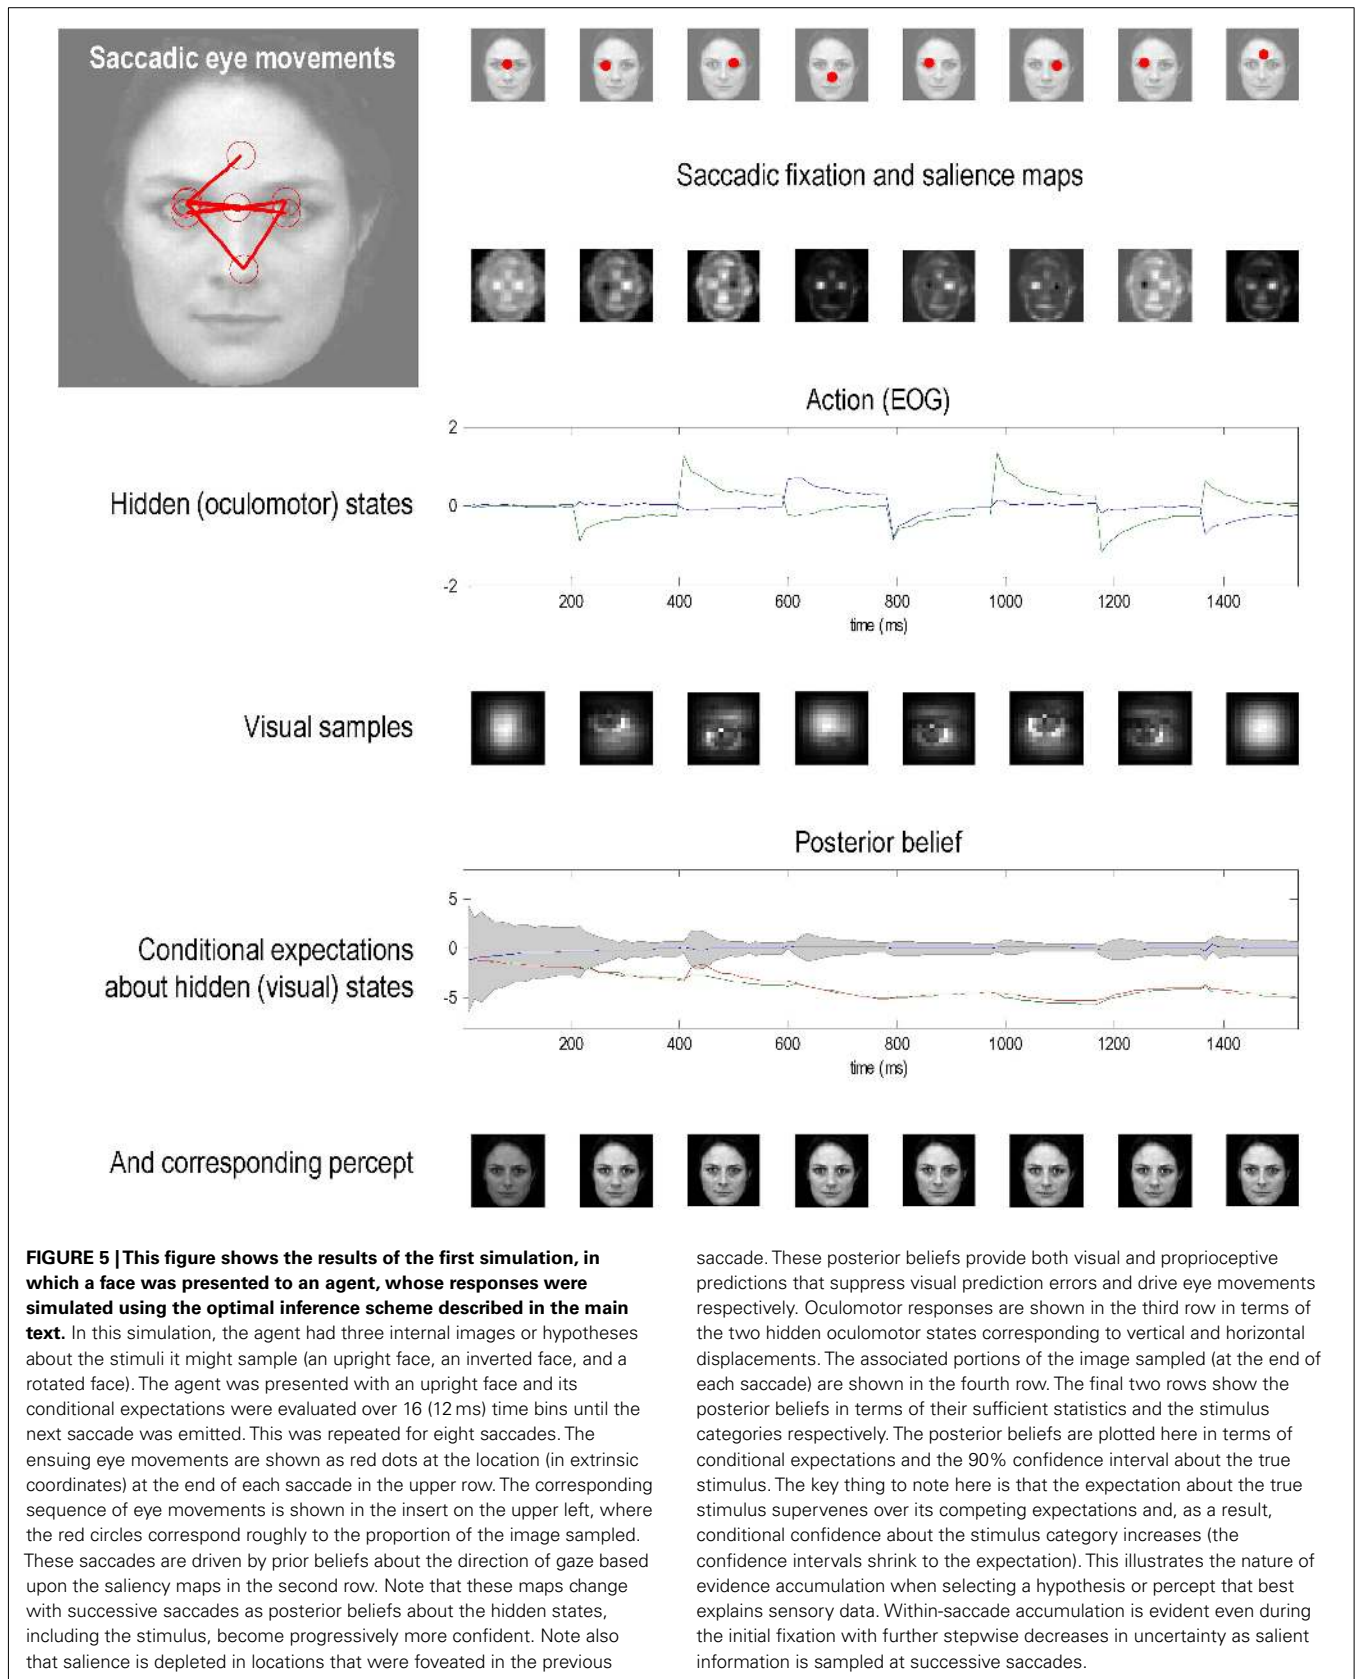 Saccadic eye movements
Saccadic fixation and salience maps
Action (EOG)
Hidden (oculomotor) states
2
0
-2
200 400 600 800 1000 1200 1400
time (ms)
Visual samples
Posterior belief
Conditional expectations
about hidden (visual) states
5
0
-5
200 400 600 800 1000 1200 1400
time (ms)
And corresponding percept
FIGURE 5 | This figure shows the results of the first simulation, in
which a face was presented to an agent, whose responses were
simulated using the optimal inference scheme described in the main
text. In this simulation, the agent had three internal images or hypotheses
about the stimuli it might sample (an upright face, an inverted face, and a
rotated face). The agent was presented with an upright face and its
conditional expectations were evaluated over 16 (12 ms) time bins until the
next saccade was emitted. This was repeated for eight saccades. The
ensuing eye movements are shown as red dots at the location (in extrinsic
coordinates) at the end of each saccade in the upper row. The corresponding
sequence of eye movements is shown in the insert on the upper left, where
the red circles correspond roughly to the proportion of the image sampled.
These saccades are driven by prior beliefs about the direction of gaze based
upon the saliency maps in the second row. Note that these maps change
with successive saccades as posterior beliefs about the hidden states,
including the stimulus, become progressively more confident. Note also
that salience is depleted in locations that were foveated in the previous
saccade. These posterior beliefs provide both visual and proprioceptive
predictions that suppress visual prediction errors and drive eye movements
respectively. Oculomotor responses are shown in the third row in terms of
the two hidden oculomotor states corresponding to vertical and horizontal
displacements. The associated portions of the image sampled (at the end of
each saccade) are shown in the fourth row. The final two rows show the
posterior beliefs in terms of their sufficient statistics and the stimulus
categories respectively. The posterior beliefs are plotted here in terms of
conditional expectations and the 90% confidence interval about the true
stimulus. The key thing to note here is that the expectation about the true
stimulus supervenes over its competing expectations and, as a result,
conditional confidence about the stimulus category increases (the
confidence intervals shrink to the expectation). This illustrates the nature of
evidence accumulation when selecting a hypothesis or percept that best
explains sensory data. Within-saccade accumulation is evident even during
the initial fixation with further stepwise decreases in uncertainty as salient
information is sampled at successive saccades.